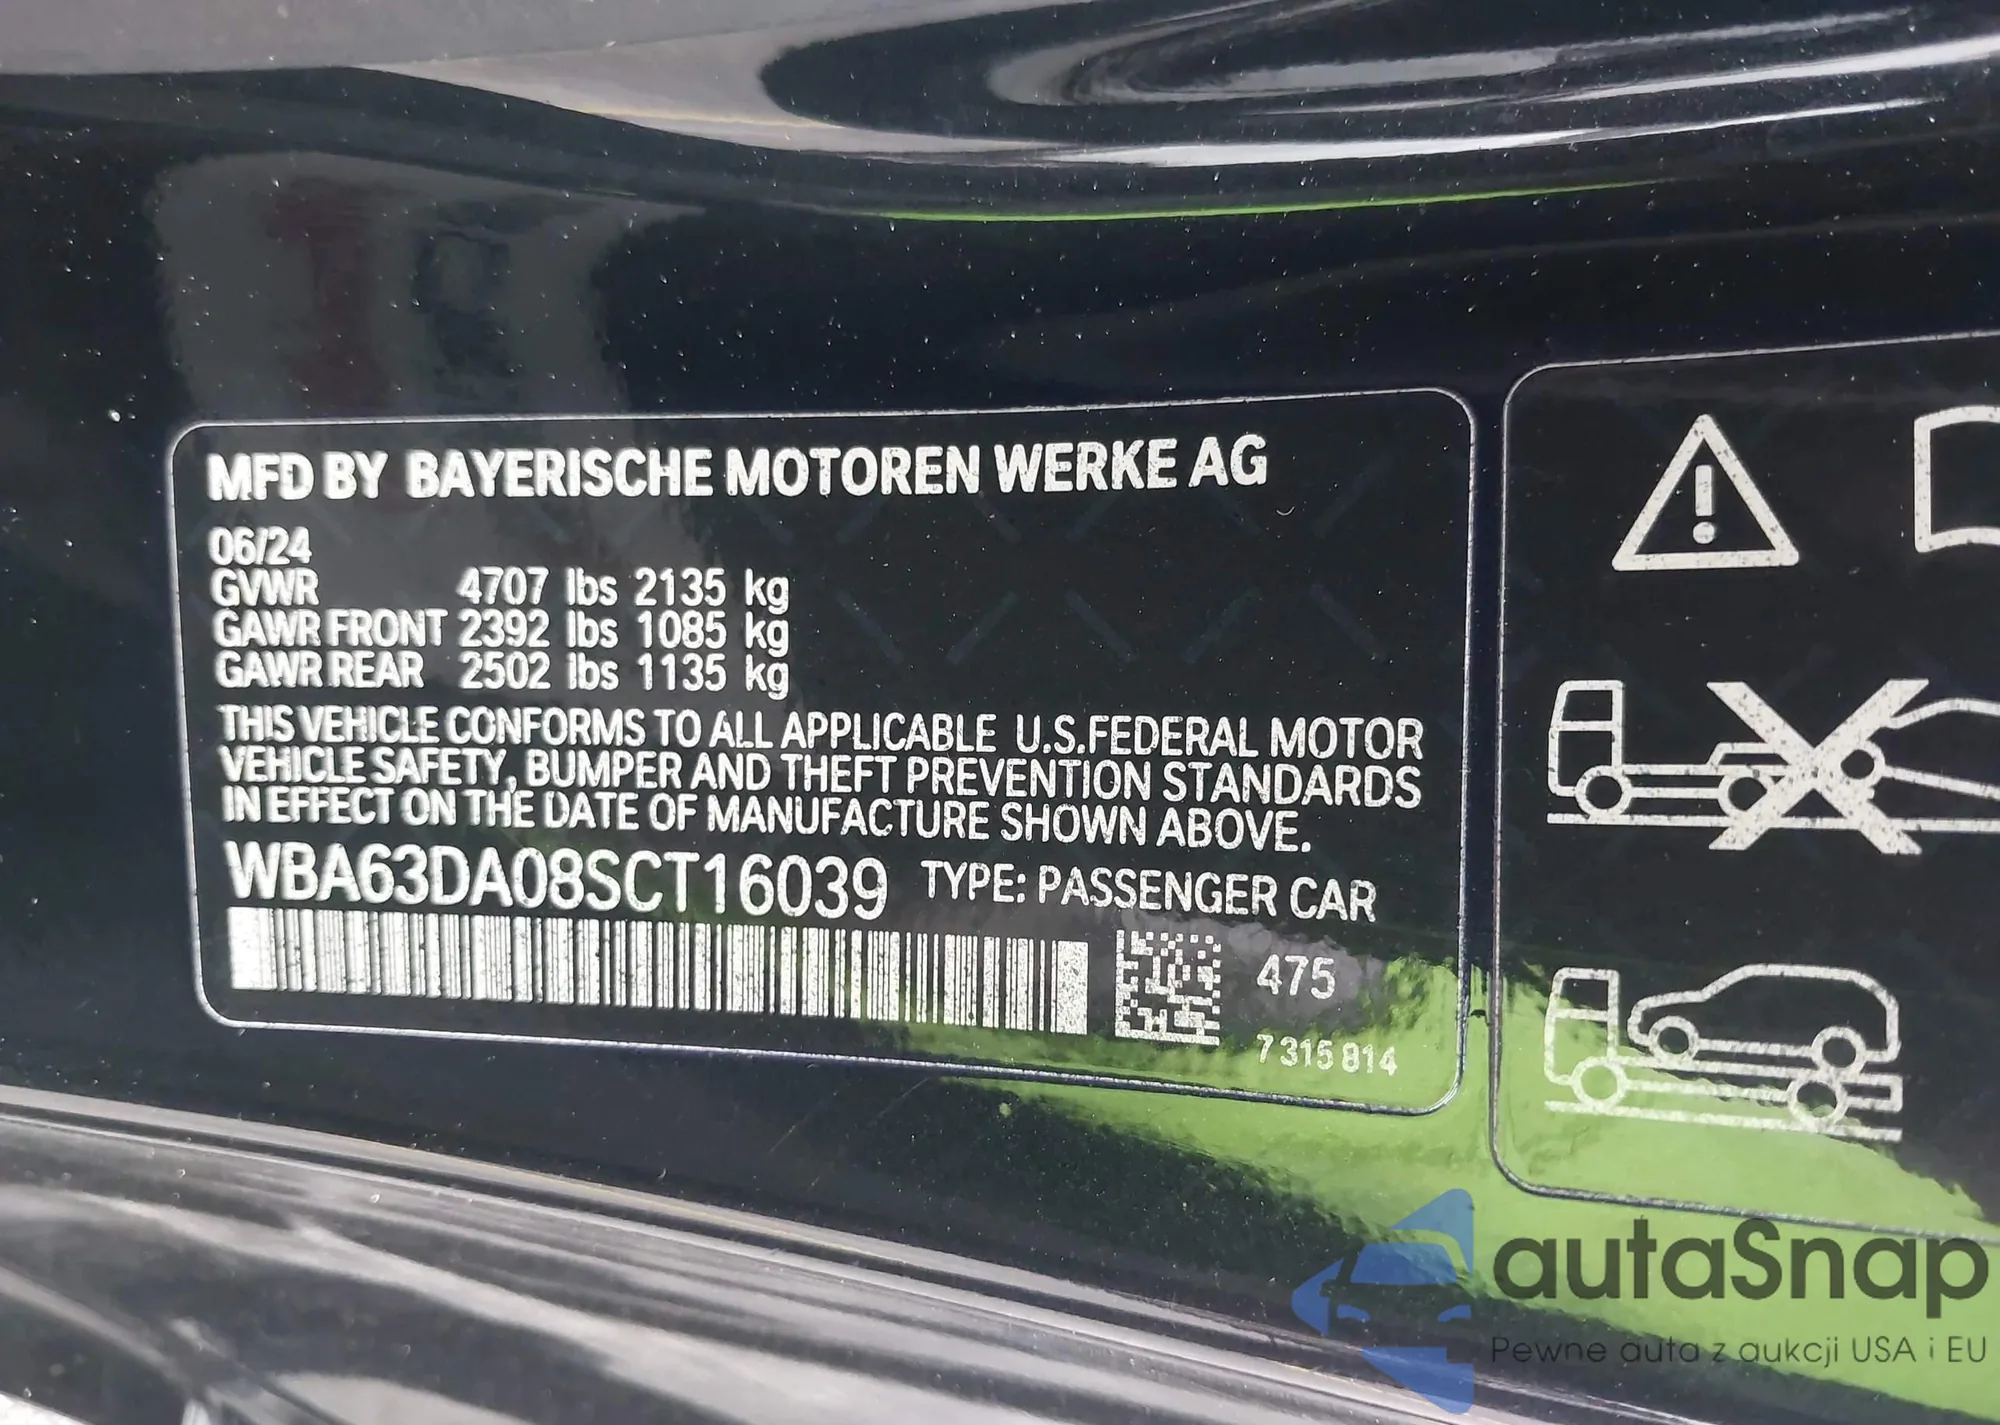 MFD BY BAYERISCHE MOTOREN WERKE AG
06/24
GVWR 4707 lbs 2135 kg
GAWR FRONT 2392 lbs 1085 kg
GAWR REAR 2502 lbs 1135 kg
THIS VEHICLE CONFORMS TO ALL APPLICABLE U.S.FEDERAL MOTOR
VEHICLE SAFETY, BUMPER AND THEFT PREVENTION STANDARDS
IN EFFECT ON THE DATE OF MANUFACTURE SHOWN ABOVE.
WBA63DA08SCT16039 TYPE: PASSENGER CAR
475
7 315 814
autaSnap
Pewne auta z aukcji USA i EU